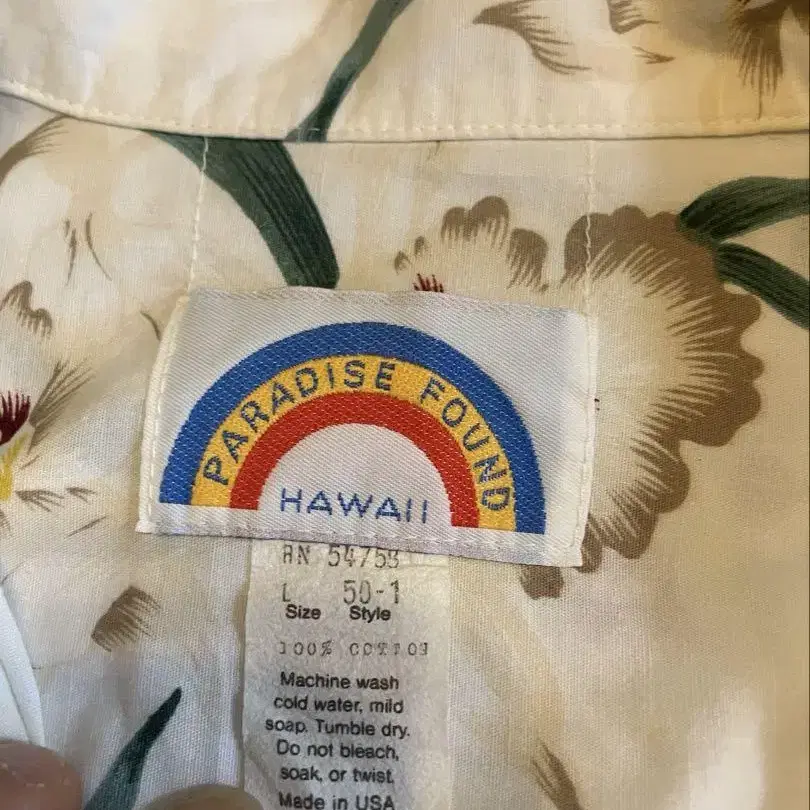 PARADISE FOUND
HAWAII
RN 54758
L 50-1
Size Style
100% COTTON
Machine wash
cold water, mild
soap. Tumble dry.
Do not bleach,
soak, or twist.
Made in USA